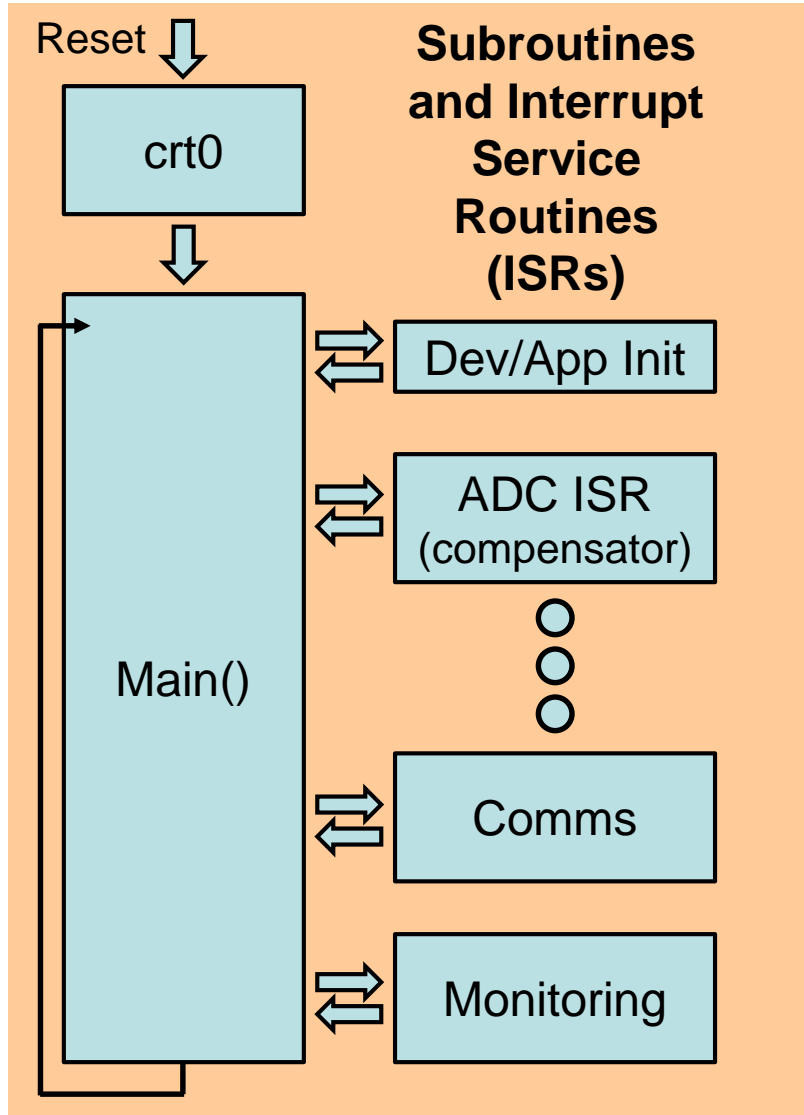 Reset
Subroutines
and Interrupt
Service
Routines
(ISRs)
crt0
Main()
Dev/App Init
ADC ISR
(compensator)
Comms
Monitoring